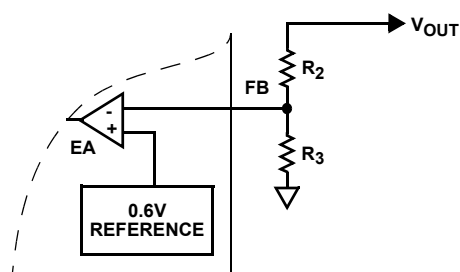 VOUT
R2
FB
-
+
EA
R3
0.6V
REFERENCE